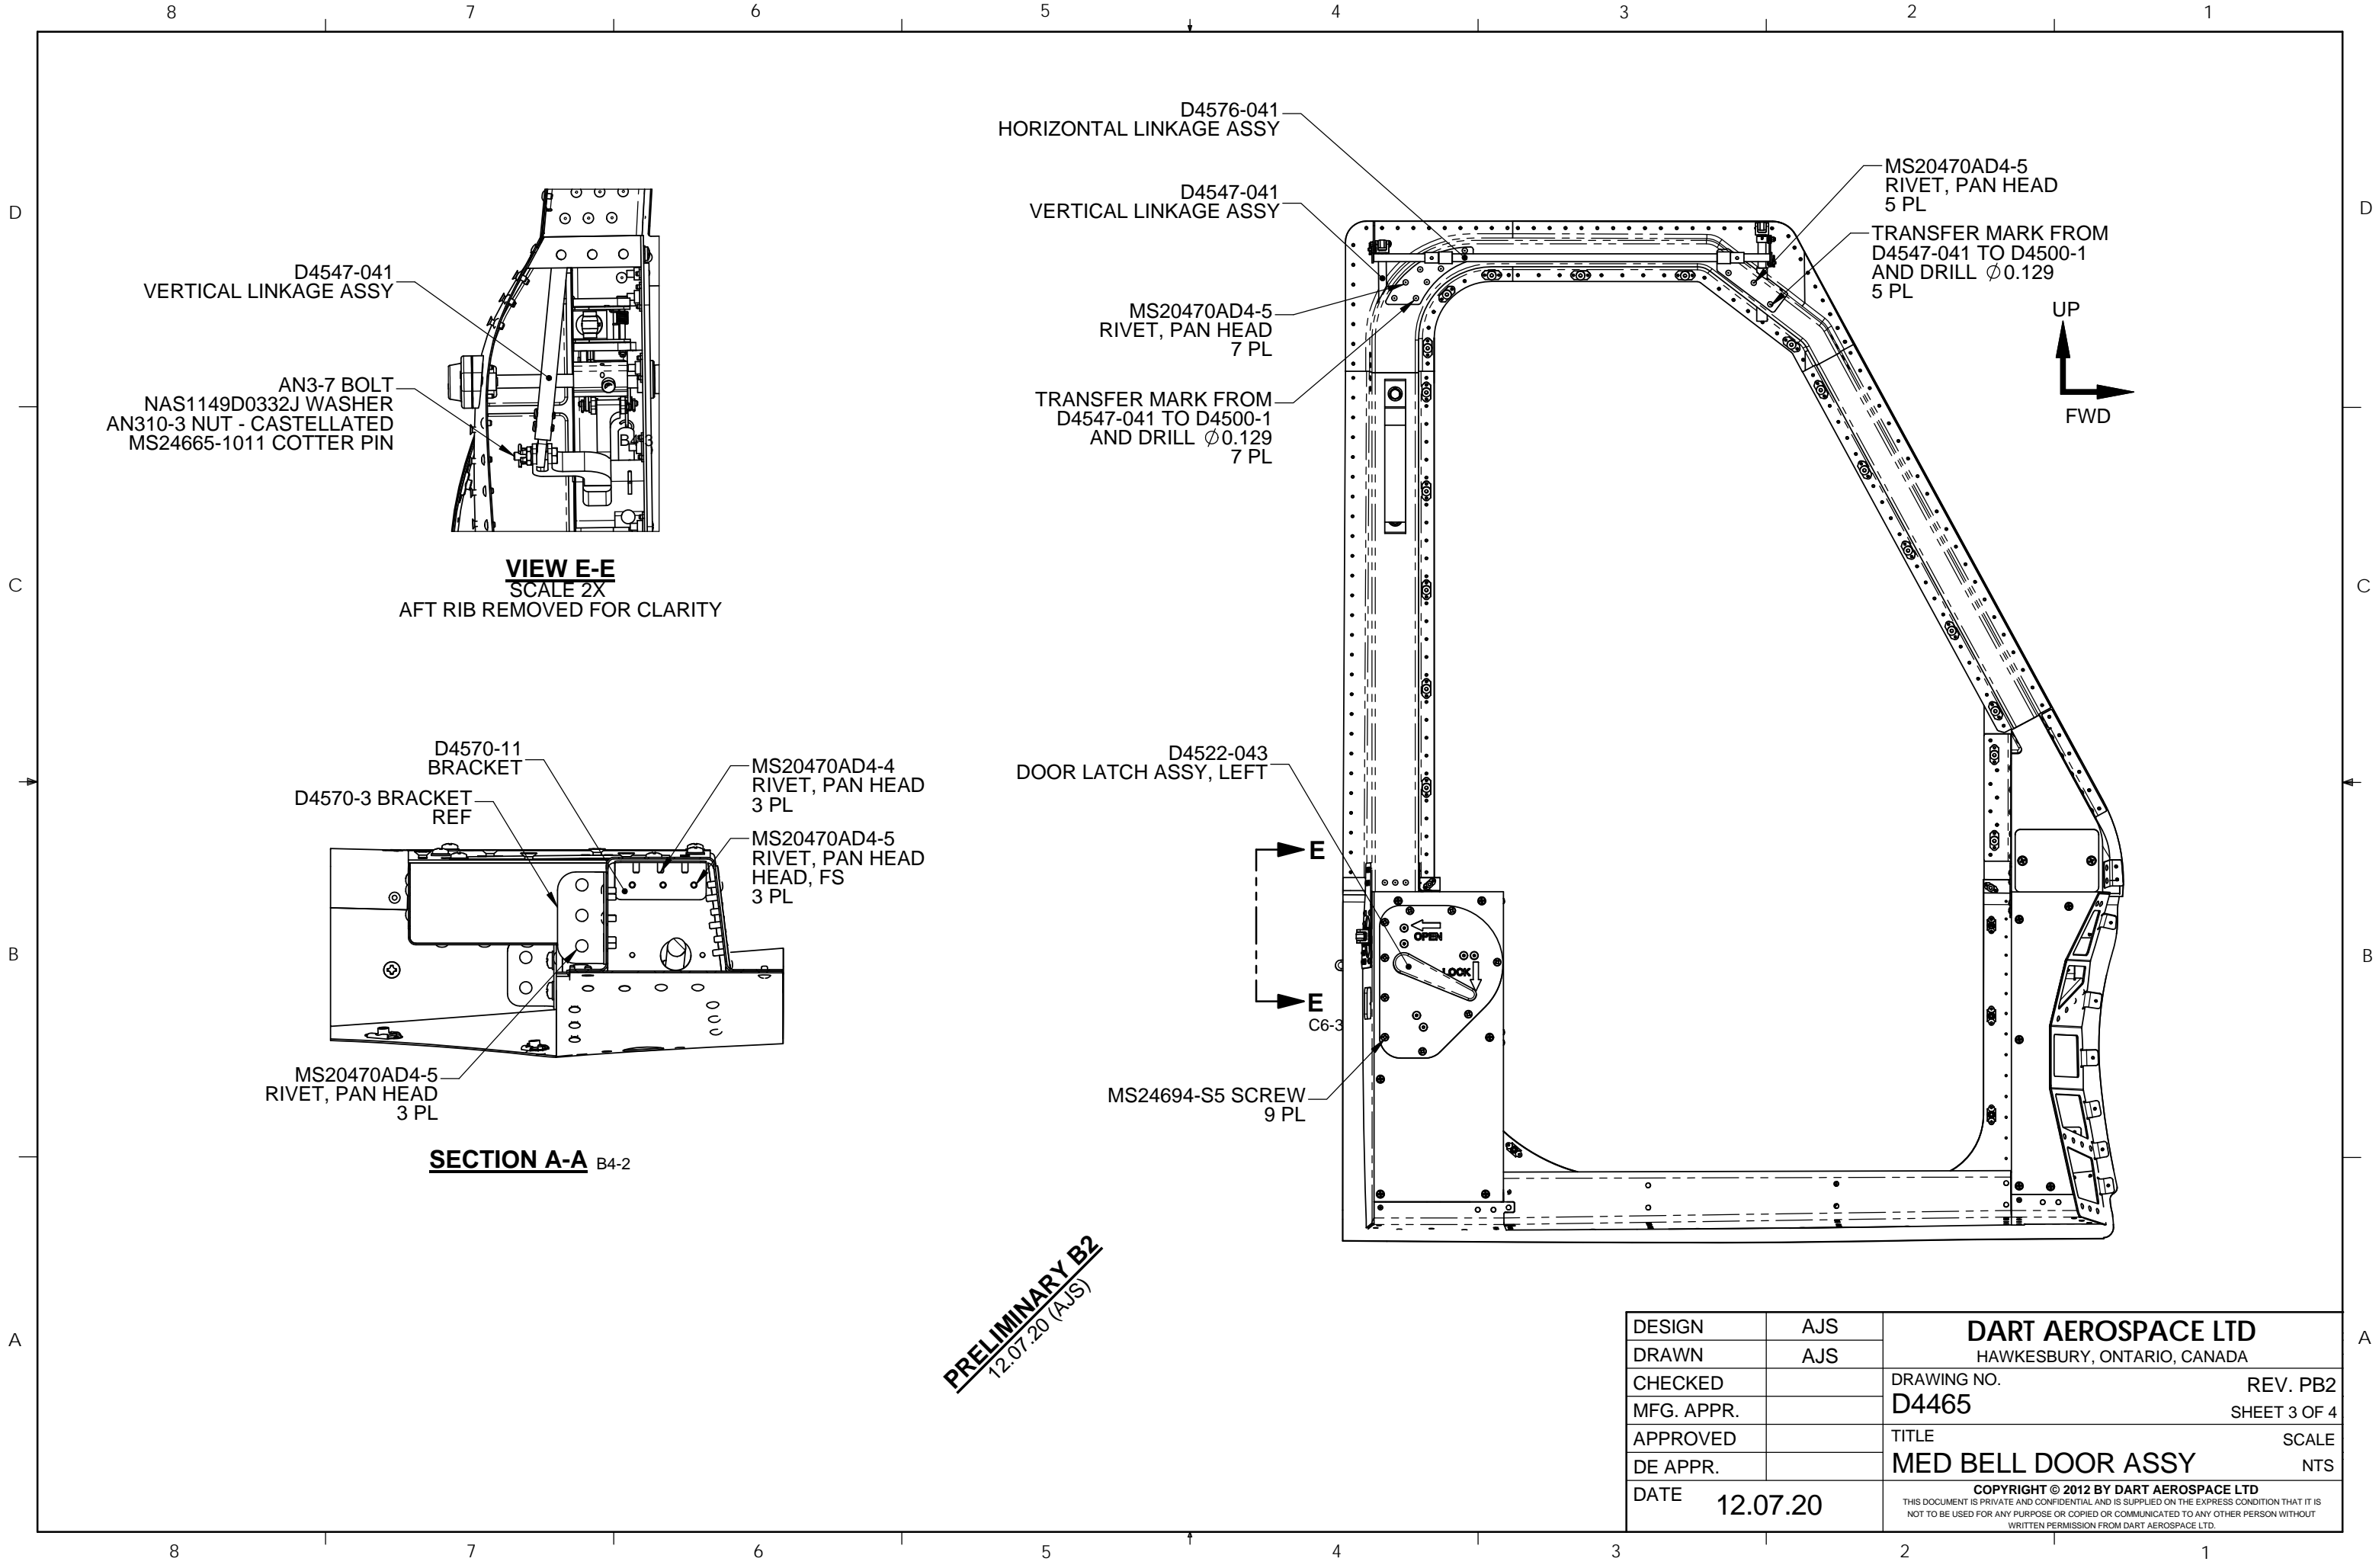 8 7 6 5 4 3 2 1
D
D
C
C
B
B
A
A
D4547-041
VERTICAL LINKAGE ASSY
AN3-7 BOLT
NAS1149D0332J WASHER
AN310-3 NUT - CASTELLATED
MS24665-1011 COTTER PIN
VIEW E-E
SCALE 2X
AFT RIB REMOVED FOR CLARITY
D4570-11
BRACKET
D4570-3 BRACKET
REF
MS20470AD4-4
RIVET, PAN HEAD
3 PL
MS20470AD4-5
RIVET, PAN HEAD
HEAD, FS
3 PL
MS20470AD4-5
RIVET, PAN HEAD
3 PL
SECTION A-A B4-2
D4576-041
HORIZONTAL LINKAGE ASSY
D4547-041
VERTICAL LINKAGE ASSY
MS20470AD4-5
RIVET, PAN HEAD
7 PL
TRANSFER MARK FROM
D4547-041 TO D4500-1
AND DRILL ∅0.129
7 PL
MS20470AD4-5
RIVET, PAN HEAD
5 PL
TRANSFER MARK FROM
D4547-041 TO D4500-1
AND DRILL ∅0.129
5 PL
UP
FWD
D4522-043
DOOR LATCH ASSY, LEFT
E
E
C6-3
OPEN
LOCK
MS24694-S5 SCREW
9 PL
PRELIMINARY B2
12.07.20 (AJS)
DESIGN AJS
DRAWN AJS
CHECKED
MFG. APPR.
APPROVED
DE APPR.
DATE 12.07.20
DART AEROSPACE LTD
HAWKESBURY, ONTARIO, CANADA
DRAWING NO. REV. PB2
D4465 SHEET 3 OF 4
TITLE SCALE
MED BELL DOOR ASSY NTS
COPYRIGHT © 2012 BY DART AEROSPACE LTD
THIS DOCUMENT IS PRIVATE AND CONFIDENTIAL AND IS SUPPLIED ON THE EXPRESS CONDITION THAT IT IS
NOT TO BE USED FOR ANY PURPOSE OR COPIED OR COMMUNICATED TO ANY OTHER PERSON WITHOUT
WRITTEN PERMISSION FROM DART AEROSPACE LTD.
8 7 6 5 4 3 2 1